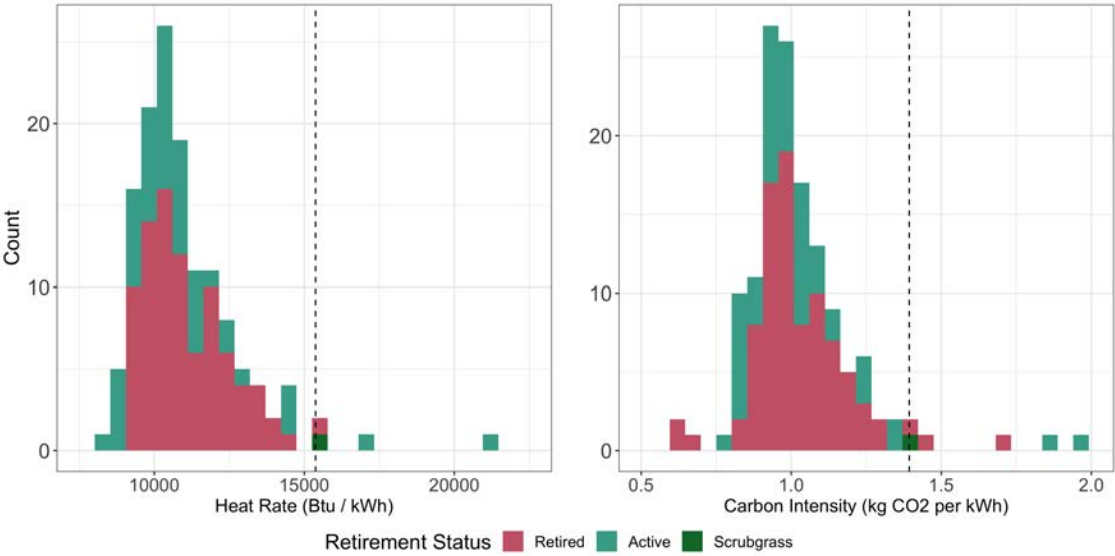 Count
20
10
0
10000 15000 20000
Heat Rate (Btu / kWh)
20
10
0
0.5 1.0 1.5 2.0
Carbon Intensity (kg CO2 per kWh)
Retirement Status Retired Active Scrubgrass